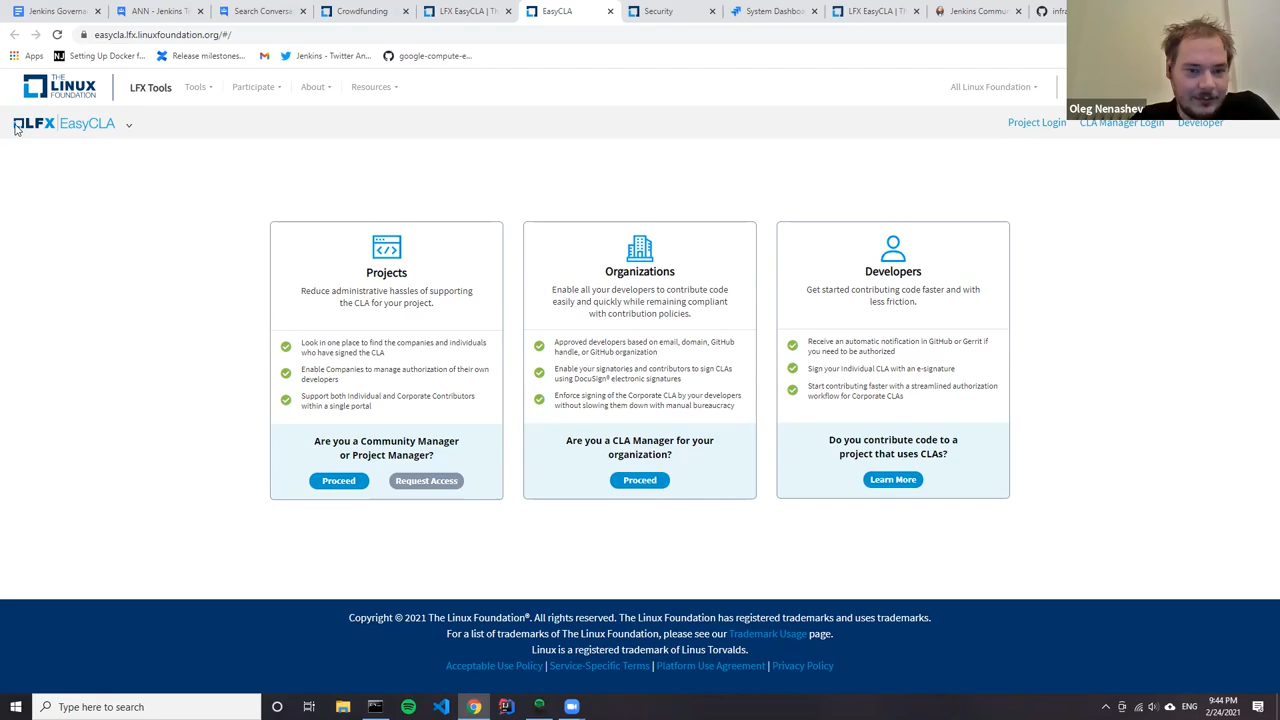 Jenkins Governa
ANN - Jenkins T
Search Converse
Crowdfunding
LFX EasyCLA | Th
EasyCLA
Security
System Dashboa
LFX EasyCLA | Th
Jenkins Commun
infra
easycla.lfx.linuxfoundation.org/#/
Apps
Setting Up Docker f...
Release milestones...
Jenkins - Twitter An...
google-compute-e...
THE LINUX FOUNDATION
LFX Tools
Tools
Participate
About
Resources
All Linux Foundation
Oleg Nenashev
LFX EasyCLA
Project Login
CLA Manager Login
Developer
Projects
Reduce administrative hassles of supporting
the CLA for your project.
Look in one place to find the companies and individuals
who have signed the CLA
Enable Companies to manage authorization of their own
developers
Support both Individual and Corporate Contributors
within a single portal
Are you a Community Manager
or Project Manager?
Proceed
Request Access
Organizations
Enable all your developers to contribute code
easily and quickly while remaining compliant
with contribution policies.
Approved developers based on email, domain, GitHub
handle, or GitHub organization
Enable your signatories and contributors to sign CLAs
using DocuSign® electronic signatures
Enforce signing of the Corporate CLA by your developers
without slowing them down with manual bureaucracy
Are you a CLA Manager for your
organization?
Proceed
Developers
Get started contributing code faster and with
less friction.
Receive an automatic notification in GitHub or Gerrit if
you need to be authorized
Sign your Individual CLA with an e-signature
Start contributing faster with a streamlined authorization
workflow for Corporate CLAs
Do you contribute code to a
project that uses CLAs?
Learn More
Copyright © 2021 The Linux Foundation®. All rights reserved. The Linux Foundation has registered trademarks and uses trademarks.
For a list of trademarks of The Linux Foundation, please see our Trademark Usage page.
Linux is a registered trademark of Linus Torvalds.
Acceptable Use Policy | Service-Specific Terms | Platform Use Agreement | Privacy Policy
Type here to search
ENG
9:44 PM
2/24/2021